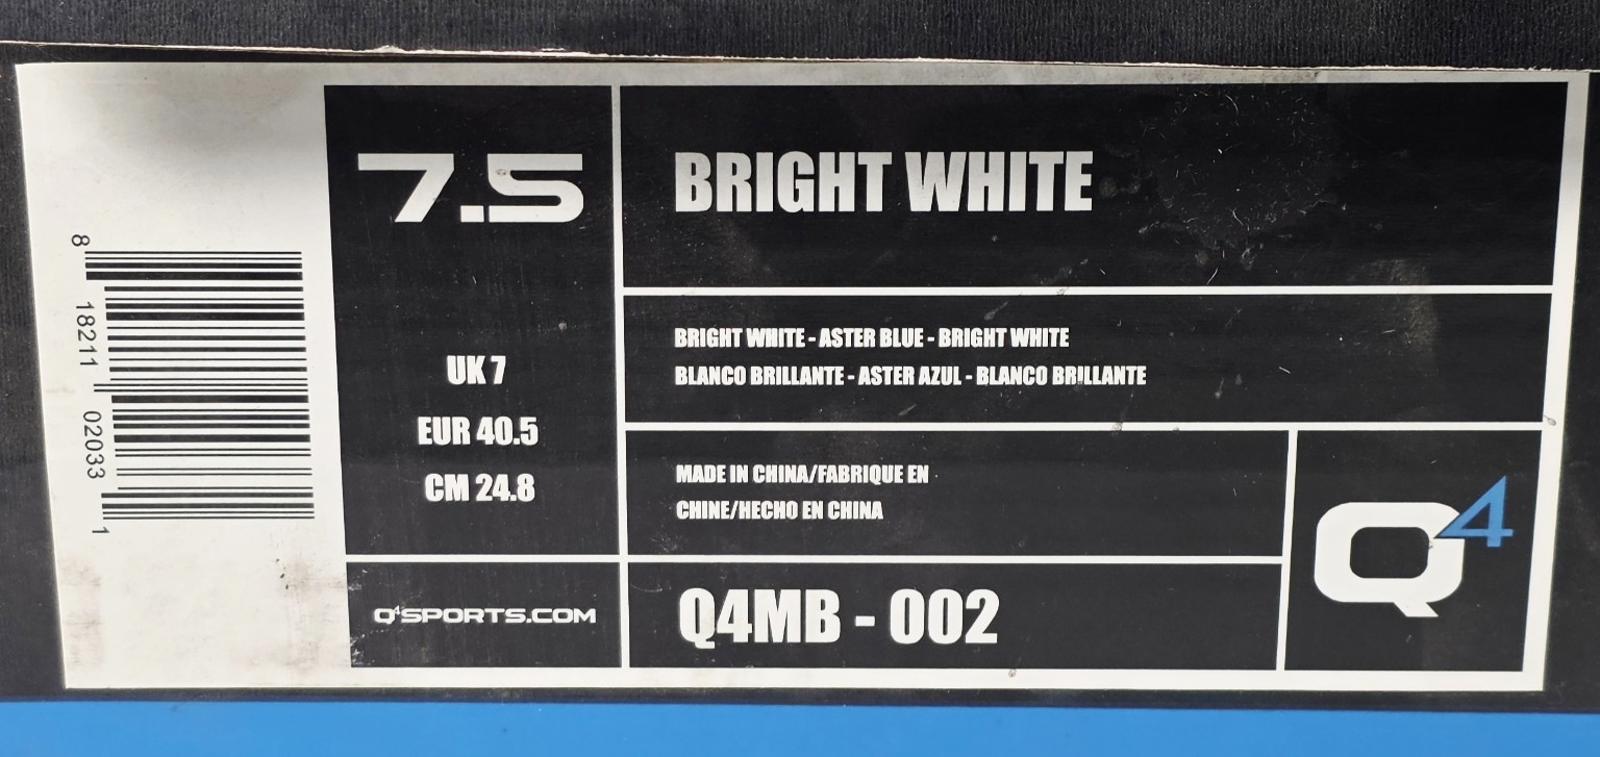 8 18211 02033 1
7.5
UK 7
EUR 40.5
CM 24.8
Q4SPORTS.COM
BRIGHT WHITE
BRIGHT WHITE - ASTER BLUE - BRIGHT WHITE
BLANCO BRILLANTE - ASTER AZUL - BLANCO BRILLANTE
MADE IN CHINA/FABRIQUE EN
CHINE/HECHO EN CHINA
Q4MB - 002
Q4